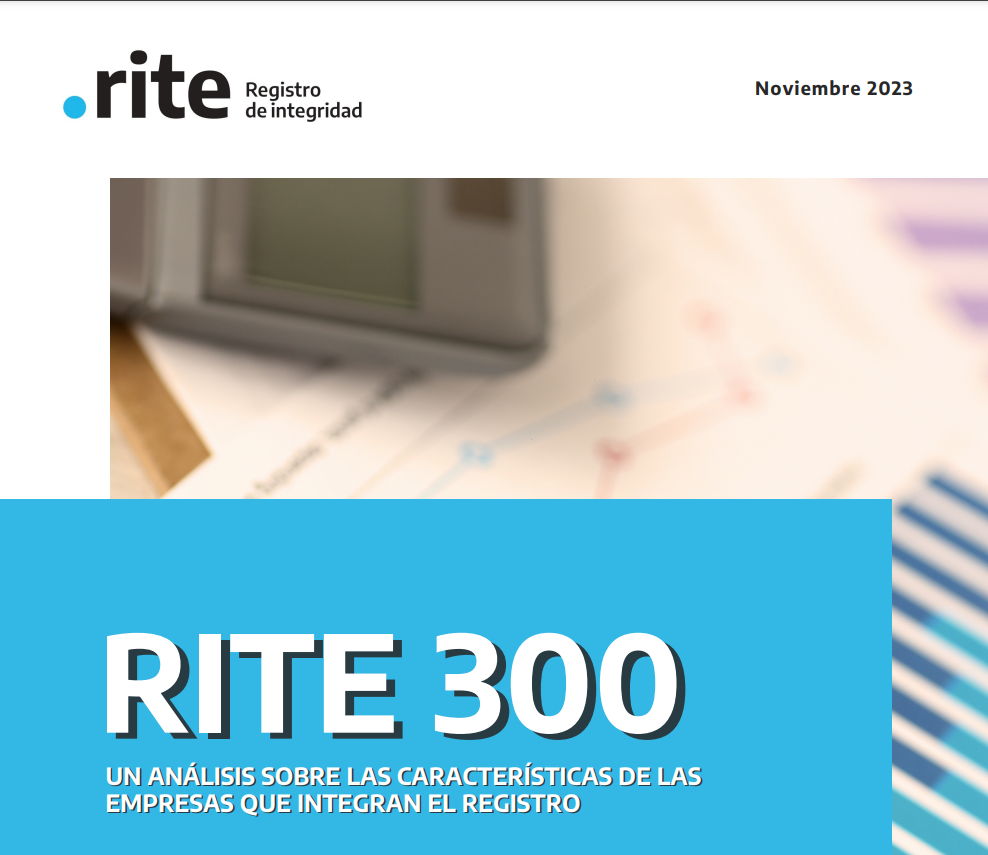 .rite
Registro
de integridad
Noviembre 2023
RITE 300
UN ANÁLISIS SOBRE LAS CARACTERÍSTICAS DE LAS
EMPRESAS QUE INTEGRAN EL REGISTRO